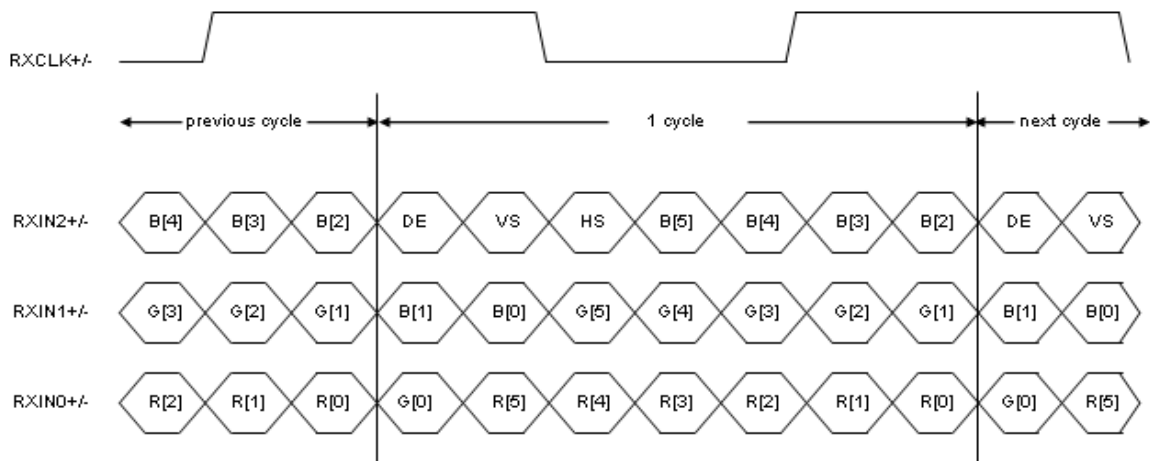 RXCLK+/-
previous cycle 1 cycle next cycle
RXIN2+/- B[4] B[3] B[2] DE VS HS B[5] B[4] B[3] B[2] DE VS
RXIN1+/- G[3] G[2] G[1] B[1] B[0] G[5] G[4] G[3] G[2] G[1] B[1] B[0]
RXIN0+/- R[2] R[1] R[0] G[0] R[5] R[4] R[3] R[2] R[1] R[0] G[0] R[5]